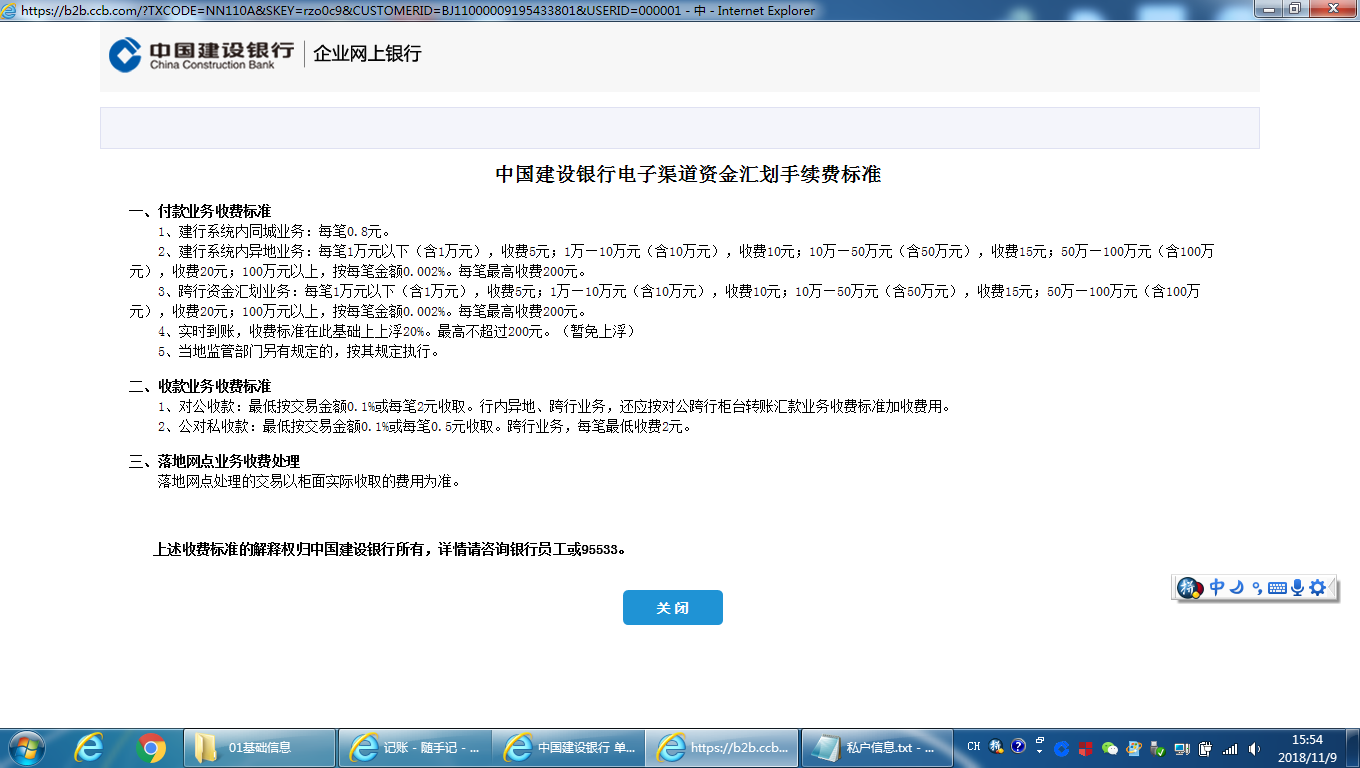 https://b2b.ccb.com/?TXCODE=NN110A&SKEY=rzo0c9&CUSTOMERID=BJ110000091954338018&USERID=000001 - 中 - Internet Explorer
中国建设银行 企业网上银行
China Construction Bank
中国建设银行电子渠道资金汇划手续费标准
一、付款业务收费标准
1、建行系统内同城业务：每笔0.8元。
2、建行系统内异地业务：每笔1万元以下（含1万元），收费5元；1万—10万元（含10万元），收费10元；10万—50万元（含50万元），收费15元；50万—100万元（含100万
元），收费20元；100万元以上，按每笔金额0.002%。每笔最高收费200元。
3、跨行资金汇划业务：每笔1万元以下（含1万元），收费5元；1万—10万元（含10万元），收费10元；10万—50万元（含50万元），收费15元；50万—100万元（含100万
元），收费20元；100万元以上，按每笔金额0.002%。每笔最高收费200元。
4、实时到账，收费标准在此基础上上浮20%。最高不超过200元。（暂免上浮）
5、当地监管部门另有规定的，按其规定执行。
二、收款业务收费标准
1、对公收款：最低按交易金额0.1%或每笔2元收取。行内异地、跨行业务，还应按对公跨行柜台转账汇款业务收费标准加收费用。
2、公对私收款：最低按交易金额0.1%或每笔0.5元收取。跨行业务，每笔最低收费2元。
三、落地网点业务收费处理
落地网点处理的交易以柜面实际收取的费用为准。
上述收费标准的解释权归中国建设银行所有，详情请咨询银行员工或95533。
中
关 闭
01基础信息 记账 - 随手记 - ... 中国建设银行 单... https://b2b.ccb... 私户信息.txt - ... CH 15:54
2018/11/9